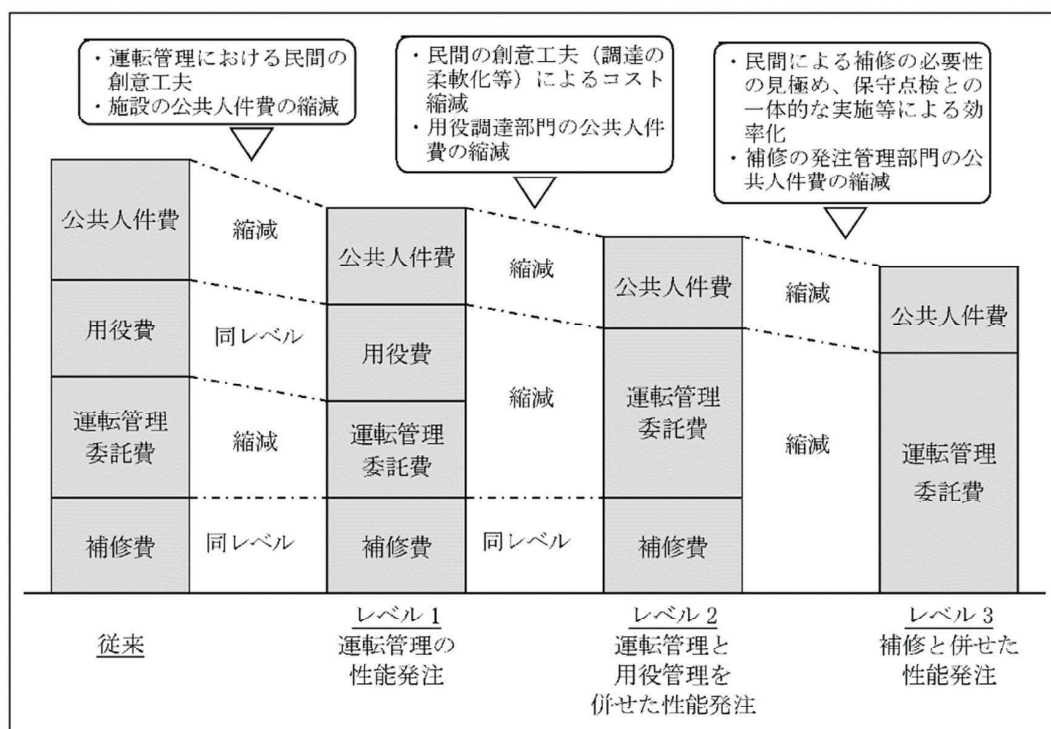 ・運転管理における民間の
創意工夫
・施設の公共人件費の縮減
・民間の創意工夫（調達の
柔軟化等）によるコスト
縮減
・用役調達部門の公共人件
費の縮減
・民間による補修の必要性
の見極め、保守点検との
一体的な実施等による効
率化
・補修の発注管理部門の公
共人件費の縮減
公共人件費
用役費
運転管理
委託費
補修費
縮減
同レベル
縮減
同レベル
公共人件費
用役費
運転管理
委託費
補修費
縮減
縮減
同レベル
公共人件費
運転管理
委託費
補修費
縮減
縮減
公共人件費
運転管理
委託費
従来
レベル 1
運転管理の
性能発注
レベル 2
運転管理と
用役管理を
併せた性能発注
レベル 3
補修と併せた
性能発注